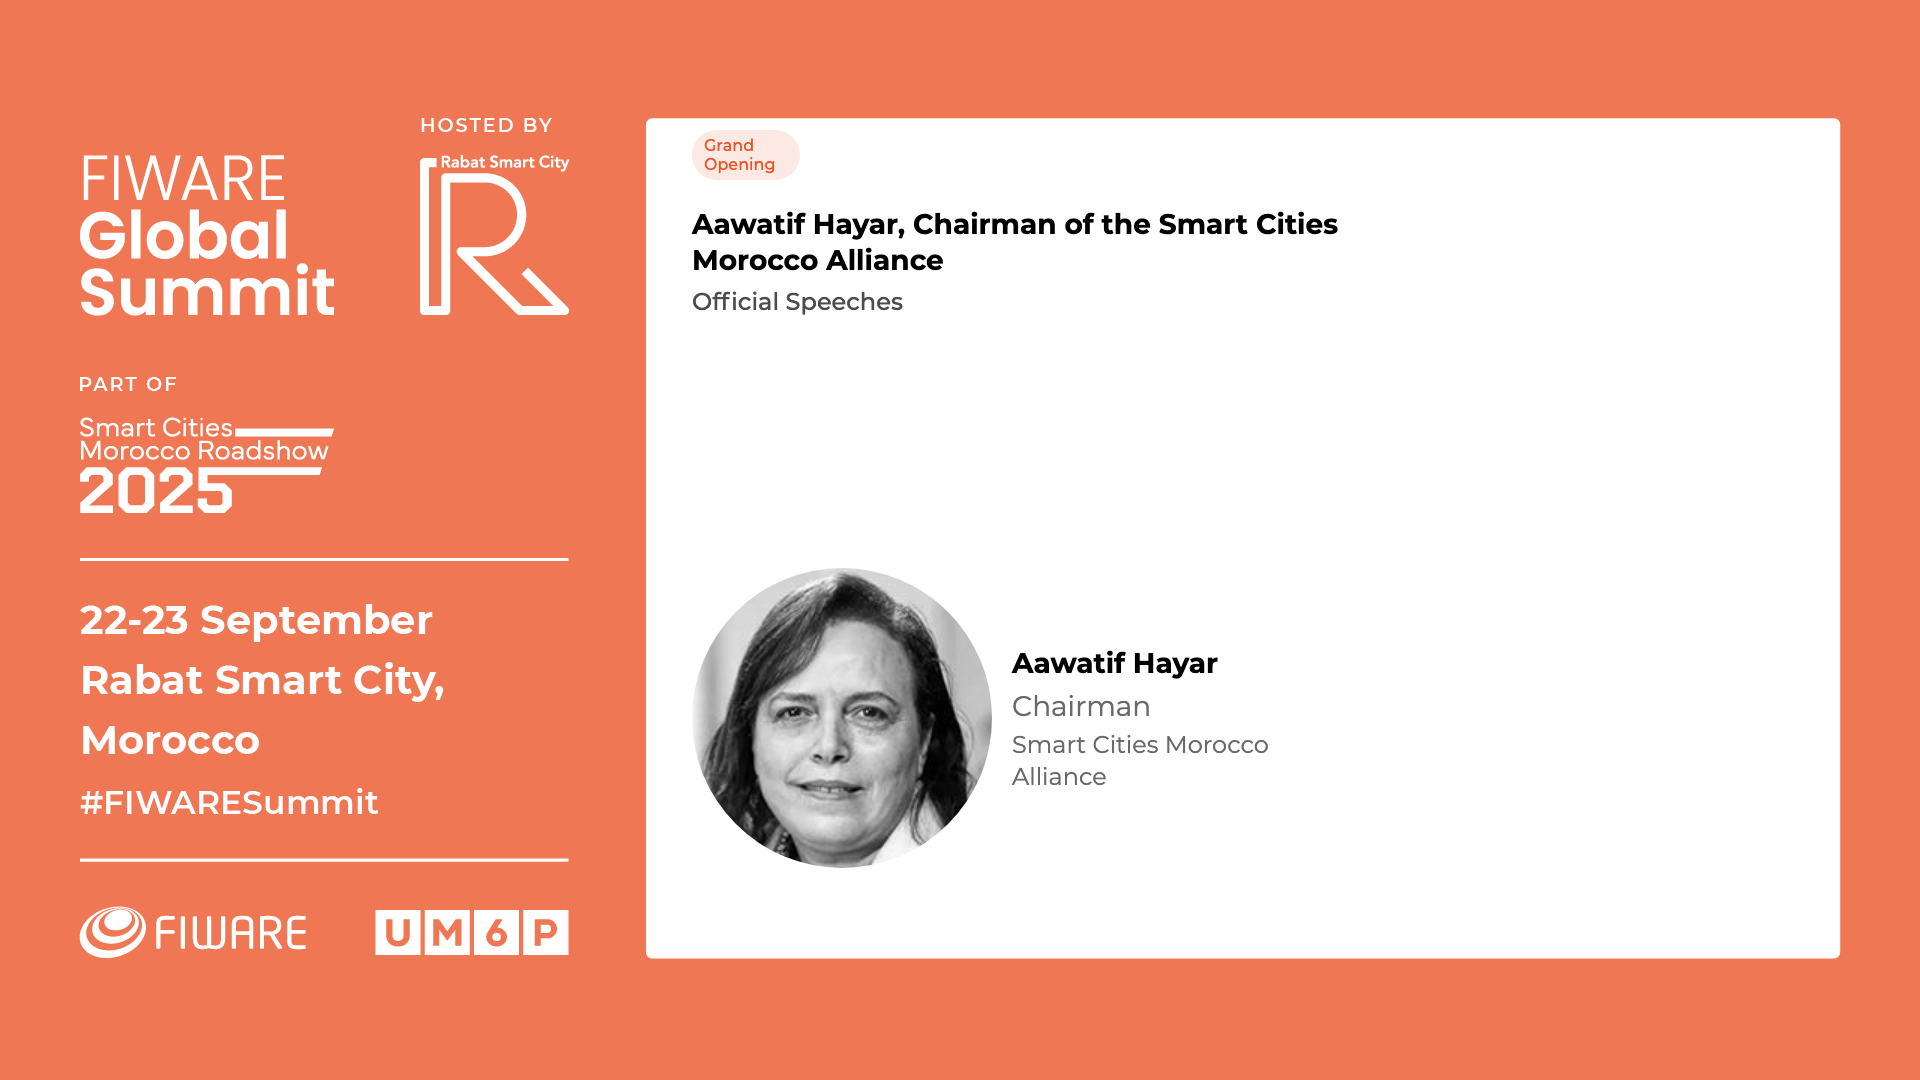 HOSTED BY
FIWARE
Global
Summit
Rabat Smart City
R
PART OF
Smart Cities
Morocco Roadshow
2025
22-23 September
Rabat Smart City,
Morocco
#FIWARESummit
FIWARE
UM6P
Grand
Opening
Aawatif Hayar, Chairman of the Smart Cities
Morocco Alliance
Official Speeches
Aawatif Hayar
Chairman
Smart Cities Morocco
Alliance